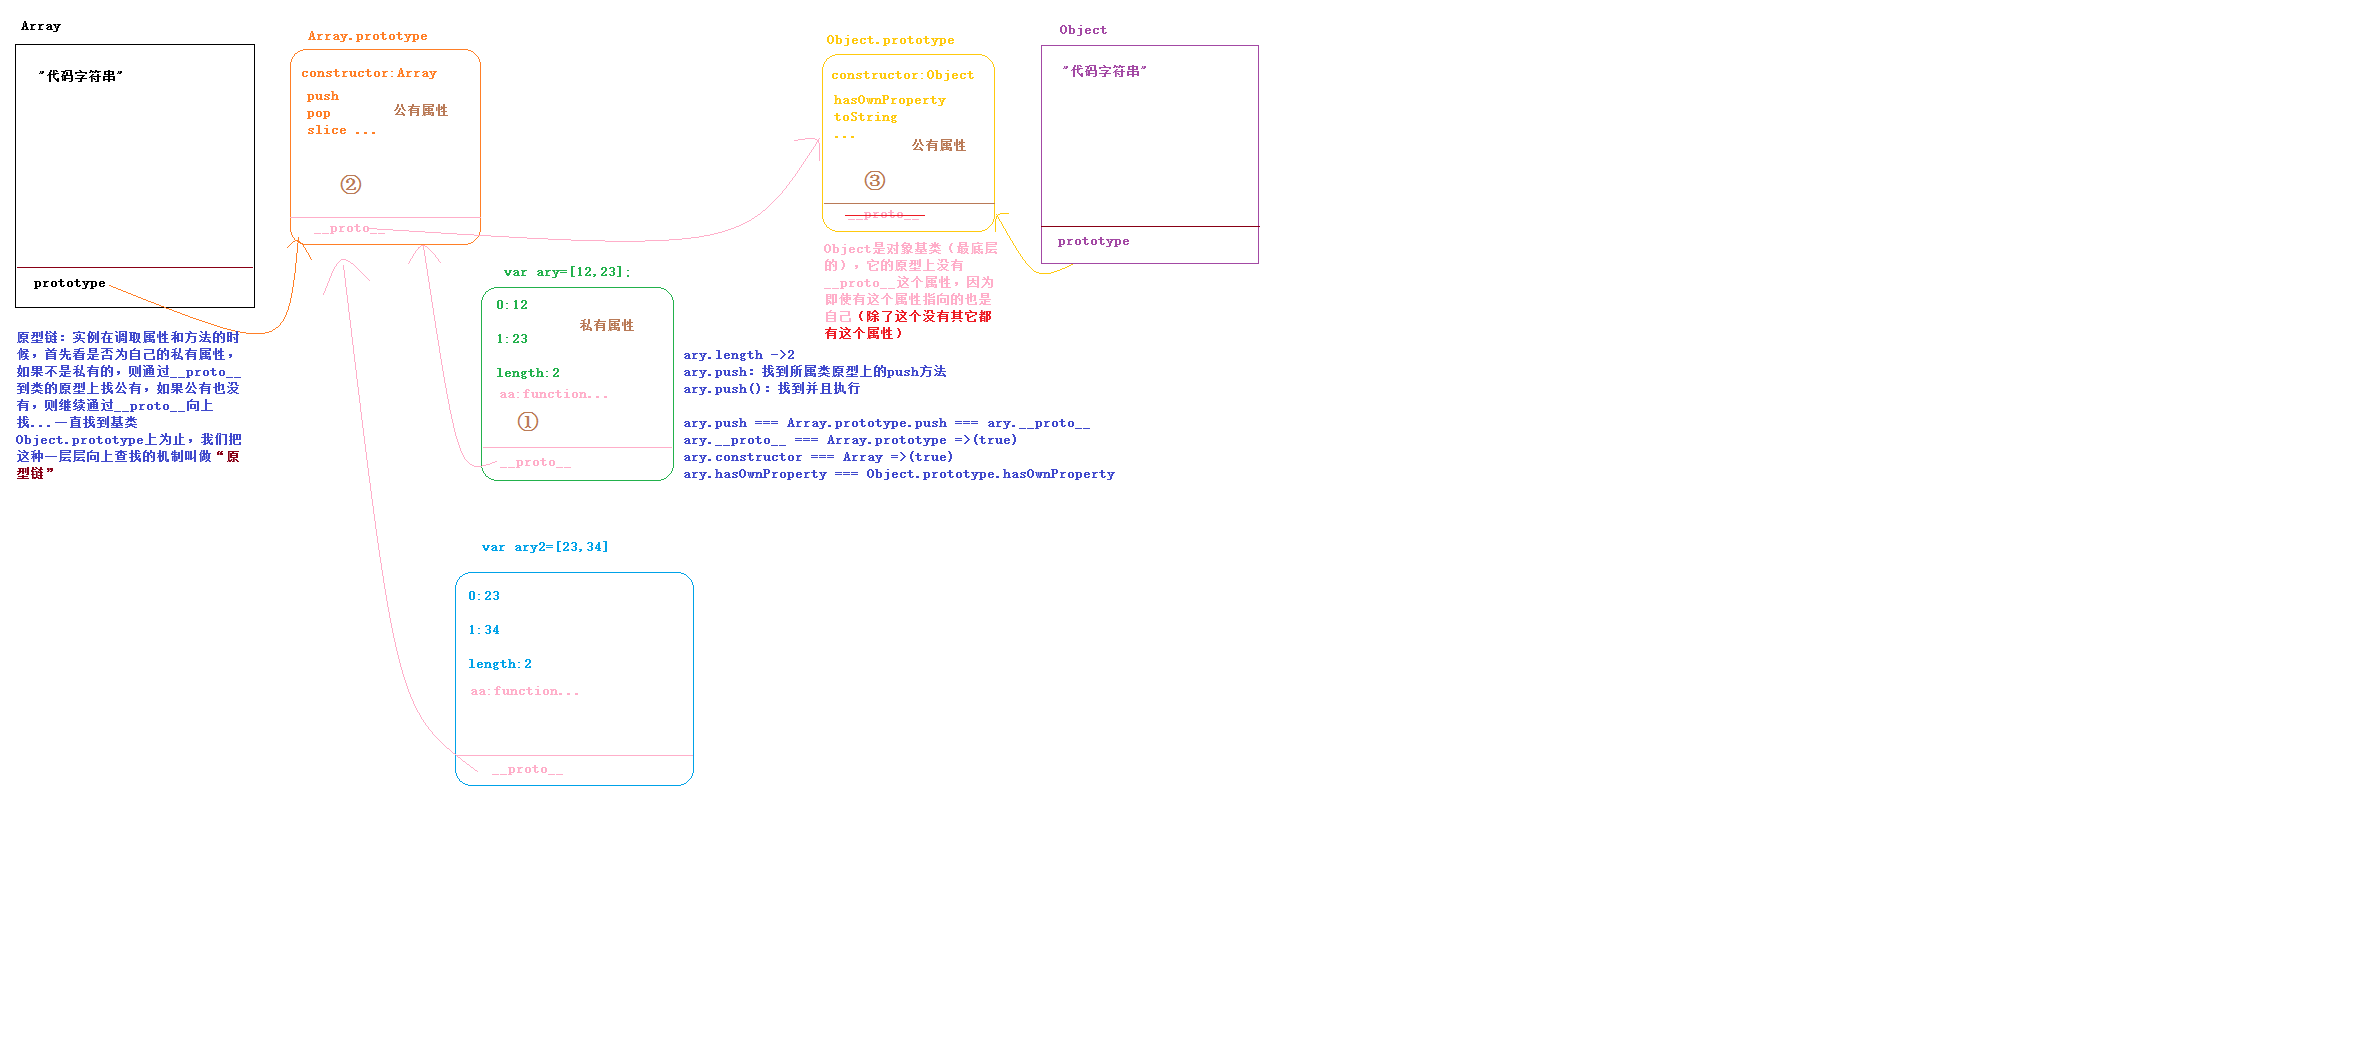 Array
"代码字符串"
prototype
原型链：实例在调取属性和方法的时
候，首先看是否为自己的私有属性，
如果不是私有的，则通过__proto__
到类的原型上找公有，如果公有也没
有，则继续通过__proto__向上
找...一直找到基类
Object.prototype上为止，我们把
这种一层层向上查找的机制叫做“原
型链”
Array.prototype
constructor:Array
push
pop
slice ...
公有属性
②
__proto__
var ary=[12,23];
0:12
私有属性
1:23
length:2
aa:function...
①
__proto__
var ary2=[23,34]
0:23
1:34
length:2
aa:function...
__proto__
Object.prototype
constructor:Object
hasOwnProperty
toString
...
公有属性
③
__proto__
Object是对象基类（最底层
的），它的原型上没有
__proto__这个属性，因为
即使有这个属性指向的也是
自己（除了这个没有其它都
有这个属性）
Object
"代码字符串"
prototype
ary.length ->2
ary.push：找到所属类原型上的push方法
ary.push()：找到并且执行
ary.push === Array.prototype.push === ary.__proto__
ary.__proto__ === Array.prototype =>(true)
ary.constructor === Array =>(true)
ary.hasOwnProperty === Object.prototype.hasOwnProperty